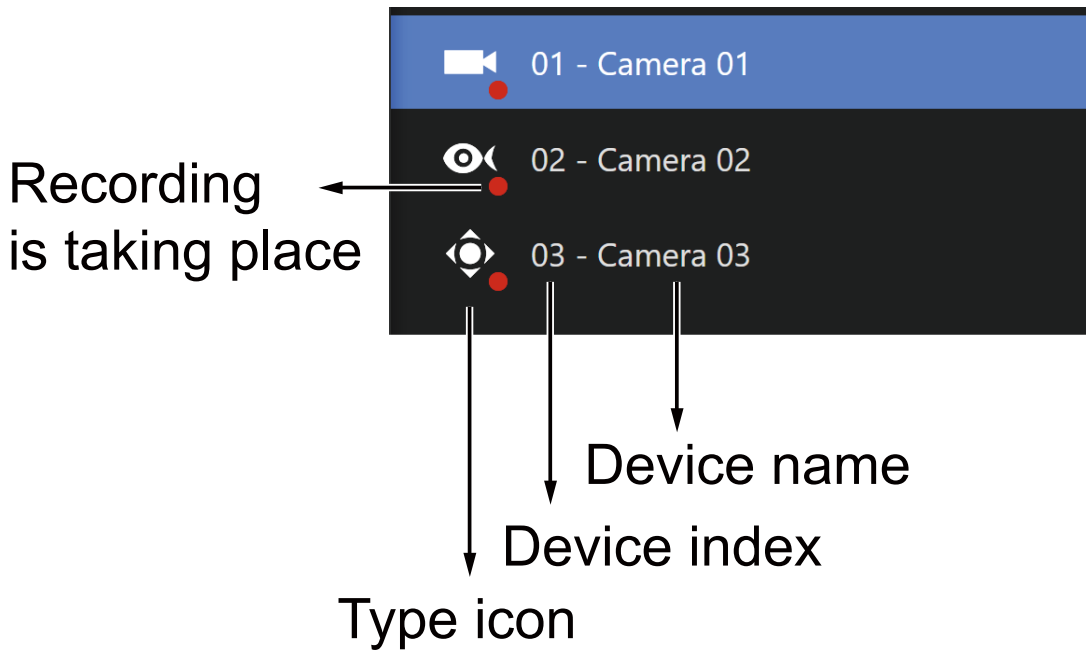 01 - Camera 01
02 - Camera 02
03 - Camera 03
Recording
is taking place
Device name
Device index
Type icon